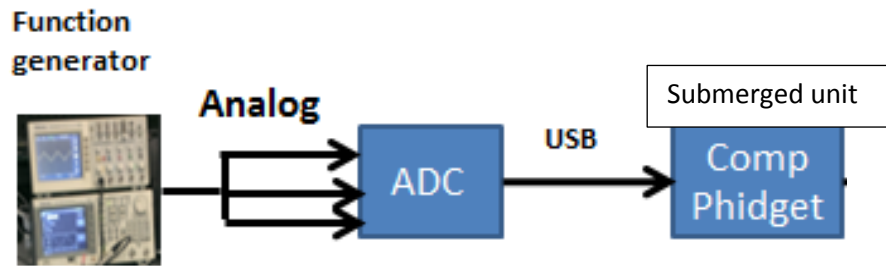 Function
generator
Analog
ADC
USB
Submerged unit
Comp
Phidget